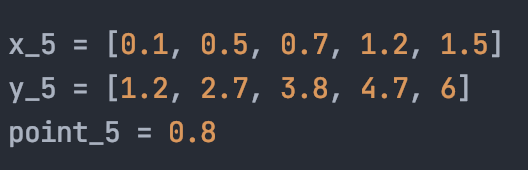 x_5 = [0.1, 0.5, 0.7, 1.2, 1.5]
y_5 = [1.2, 2.7, 3.8, 4.7, 6]
point_5 = 0.8